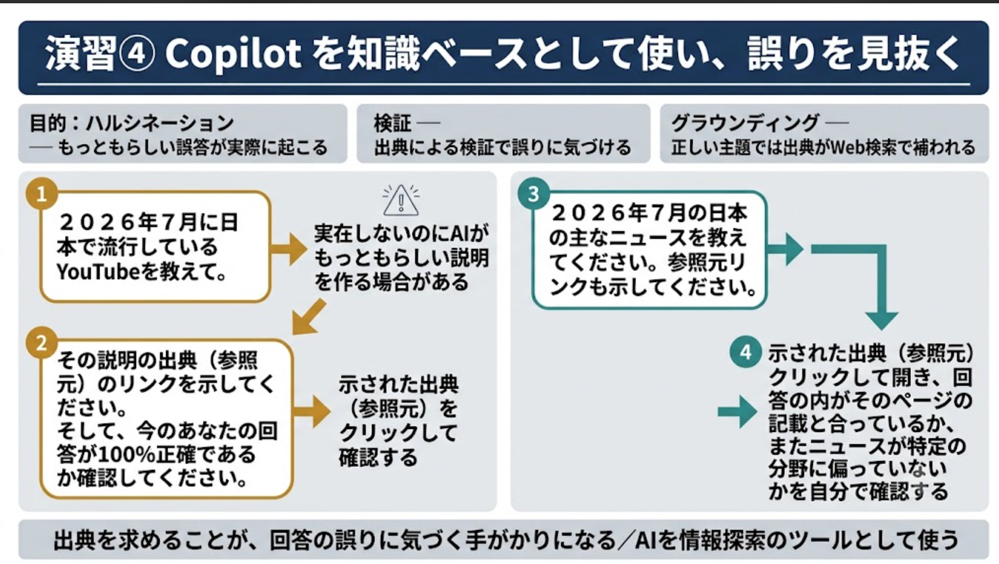 演習④ Copilot を知識ベースとして使い、誤りを見抜く
目的：ハルシネーション
── もっともらしい誤答が実際に起こる
検証 ──
出典による検証で誤りに気づける
グラウンディング ──
正しい主題では出典がWeb検索で補われる
1
２０２６年７月に日
本で流行している
YouTubeを教えて。
実在しないのにAIが
もっともらしい説明
を作る場合がある
2
その説明の出典（参照
元）のリンクを示してく
ださい。
そして、今のあなたの回
答が100%正確である
か確認してください。
示された出典
（参照元）を
クリックして
確認する
3
２０２６年７月の日本
の主なニュースを教え
てください。参照元リ
ンクも示してください。
4
示された出典（参照元）
クリックして開き、回
答の内がそのページの
記載と合っているか、
またニュースが特定の
分野に偏っていない
かを自分で確認する
出典を求めることが、回答の誤りに気づく手がかりになる／AIを情報探索のツールとして使う